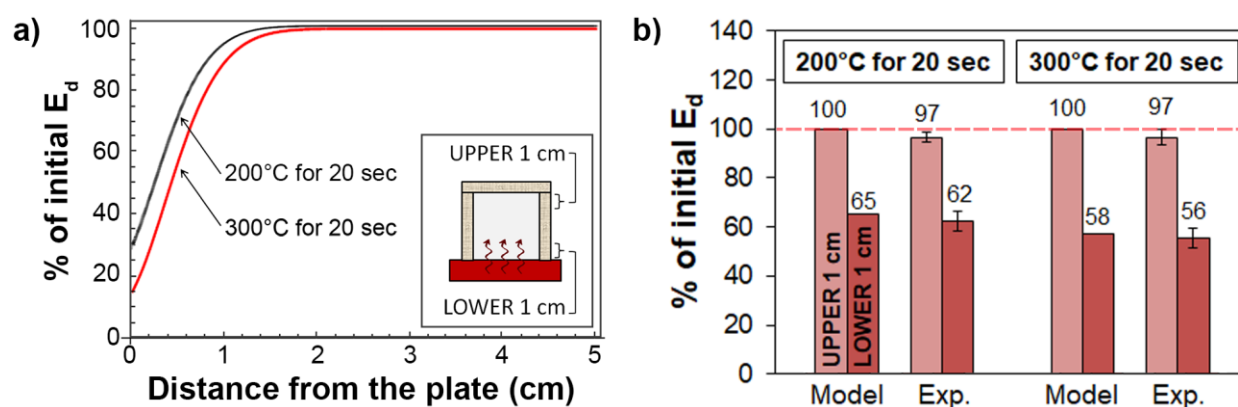 a)
% of initial E_d
100
80
60
40
20
0
200°C for 20 sec
300°C for 20 sec
UPPER 1 cm
LOWER 1 cm
0
1
2
3
4
5
Distance from the plate (cm)
b)
% of initial E_d
140
120
100
80
60
40
20
0
200°C for 20 sec
300°C for 20 sec
100
97
100
97
65
62
58
56
UPPER 1 cm
LOWER 1 cm
Model
Exp.
Model
Exp.